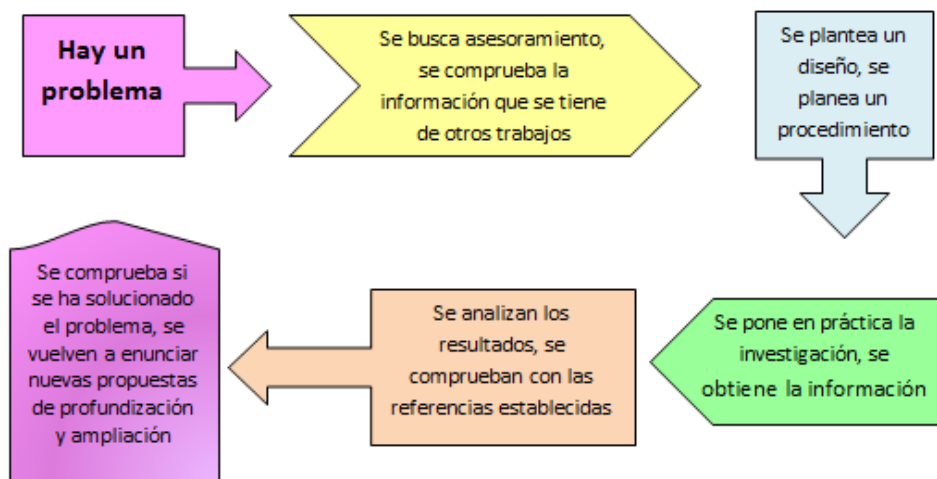 Hay un
problema
Se busca asesoramiento,
se comprueba la
información que se tiene
de otros trabajos
Se plantea un
diseño, se
planea un
procedimiento
Se pone en práctica la
investigación, se
obtiene la información
Se analizan los
resultados, se
comprueban con las
referencias establecidas
Se comprueba si
se ha solucionado
el problema, se
vuelven a enunciar
nuevas propuestas
de profundización
y ampliación